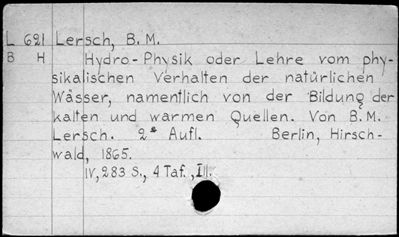 L 621 Lersch, B. M.
B H Hydro-Physik oder Lehre vom phy-
sikalischen Verhalten der natürlichen
Wässer, namentlich von der Bildung der
kalten und warmen Quellen. Von B. M.
Lersch. 2e Aufl. Berlin, Hirsch-
wald, 1865.
IV, 283 S., 4 Taf., Ill.